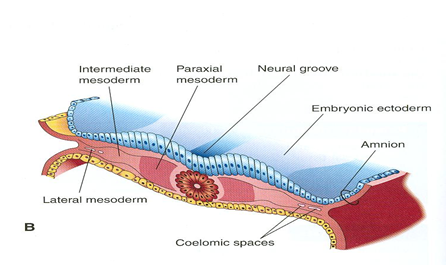 Intermediate
mesoderm
Paraxial
mesoderm
Neural groove
Embryonic ectoderm
Amnion
Lateral mesoderm
B
Coelomic spaces